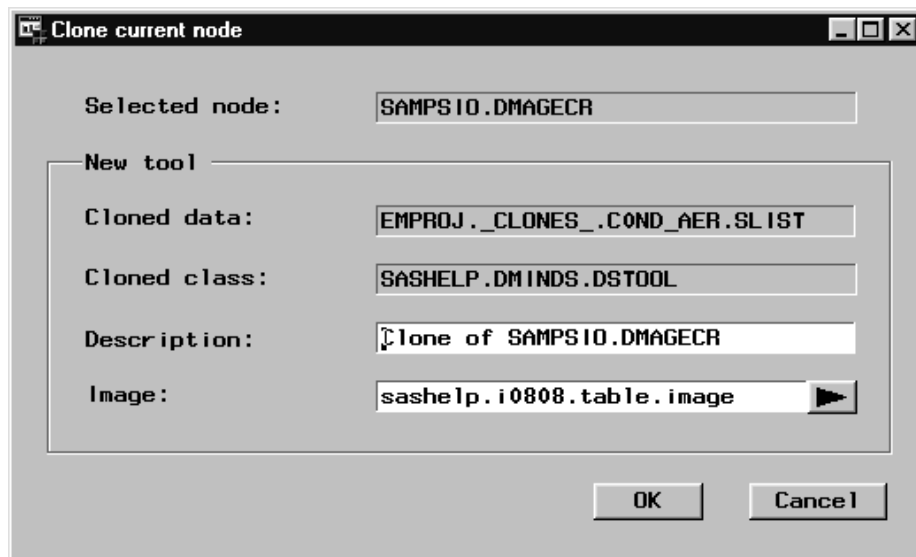 Clone current node
Selected node: SAMPSIO.DMAGECR
New tool
Cloned data: EMPROJ._CLONES_.COND_AER.SLIST
Cloned class: SASHELP.DMINDS.DSTOOL
Description: Clone of SAMPSIO.DMAGECR
Image: sashelp.i0808.table.image
OK Cancel